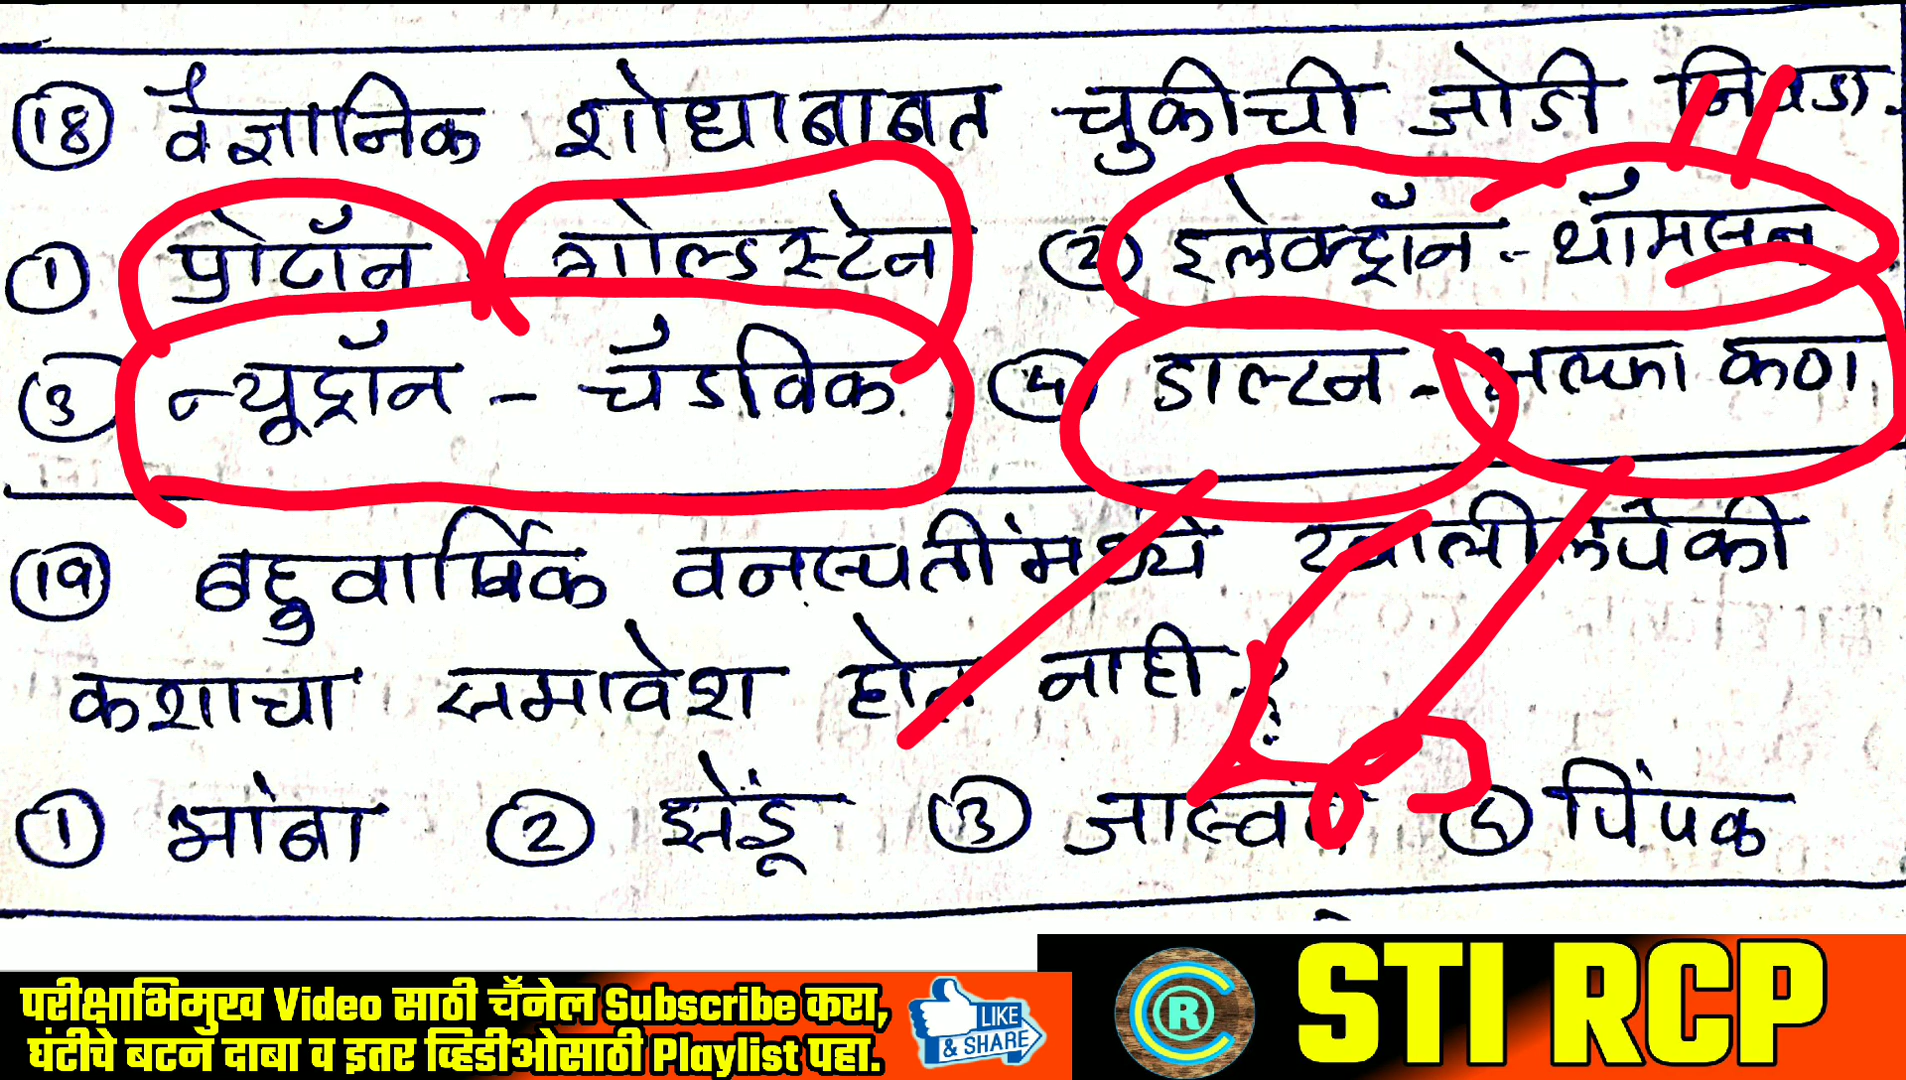 (18) वैज्ञानिक शोधाबाबत चुकीची जोडी निवडा.
(1) प्रोटॉन - गोल्डस्टेन (2) इलेक्ट्रॉन - थॉमसन
(3) न्यूट्रॉन - चॅडविक (4) डाल्टन - अल्फा कण
(19) बहुवार्षिक वनस्पतींमध्ये खालीलपैकी
कशाचा समावेश होत नाही ?
(1) आंबा (2) झेंडू (3) जास्वंद (4) पिंपळ
परीक्षाभिमुख Video साठी चॅनेल Subscribe करा,
घंटीचे बटन दाबा व इतर व्हिडीओसाठी Playlist पहा.
LIKE
& SHARE
R
STI RCP